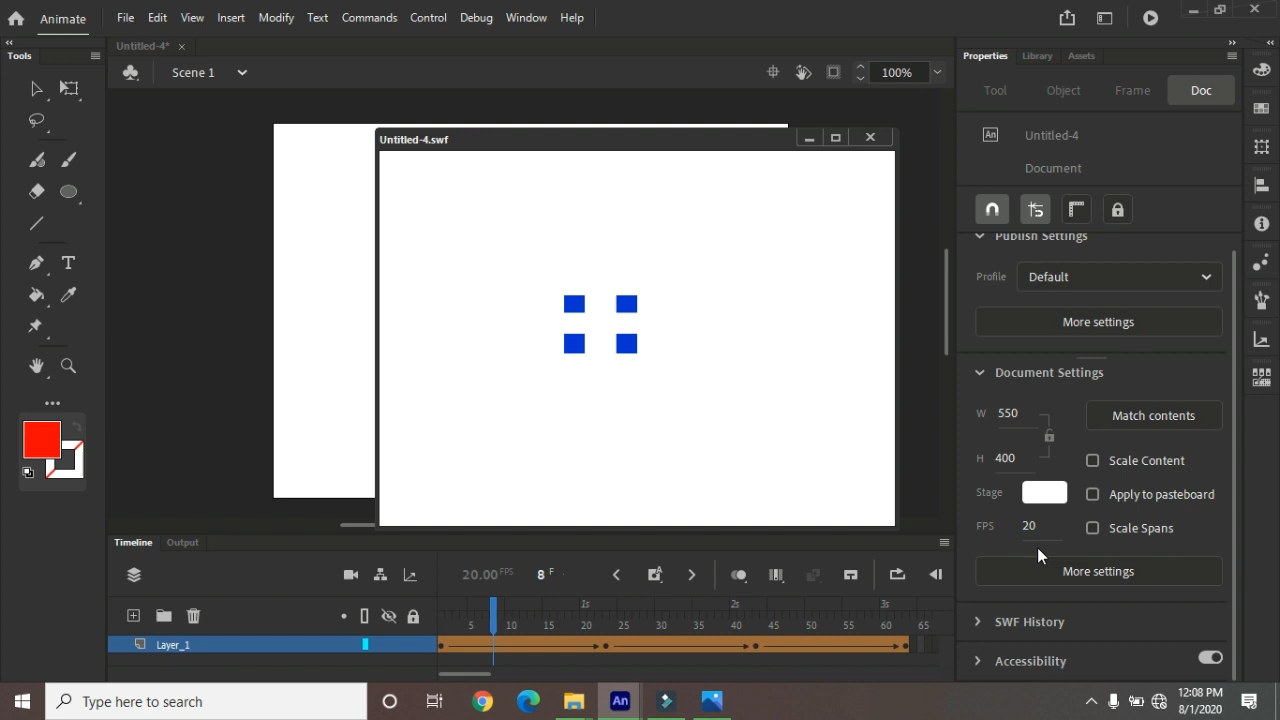 Animate
File Edit View Insert Modify Text Commands Control Debug Window Help
Tools
Untitled-4*
Properties Library Assets
Scene 1
100%
Tool Object Frame Doc
Untitled-4.swf
An Untitled-4
Document
Publish Settings
Profile Default
More settings
Document Settings
W 550
Match contents
H 400
Scale Content
Stage
Apply to pasteboard
FPS 20
Scale Spans
More settings
Timeline Output
20.00 FPS 8 F
1s 2s 3s
5 10 15 20 25 30 35 40 45 50 55 60 65
Layer_1
SWF History
Accessibility
Type here to search
An
12:08 PM
8/1/2020